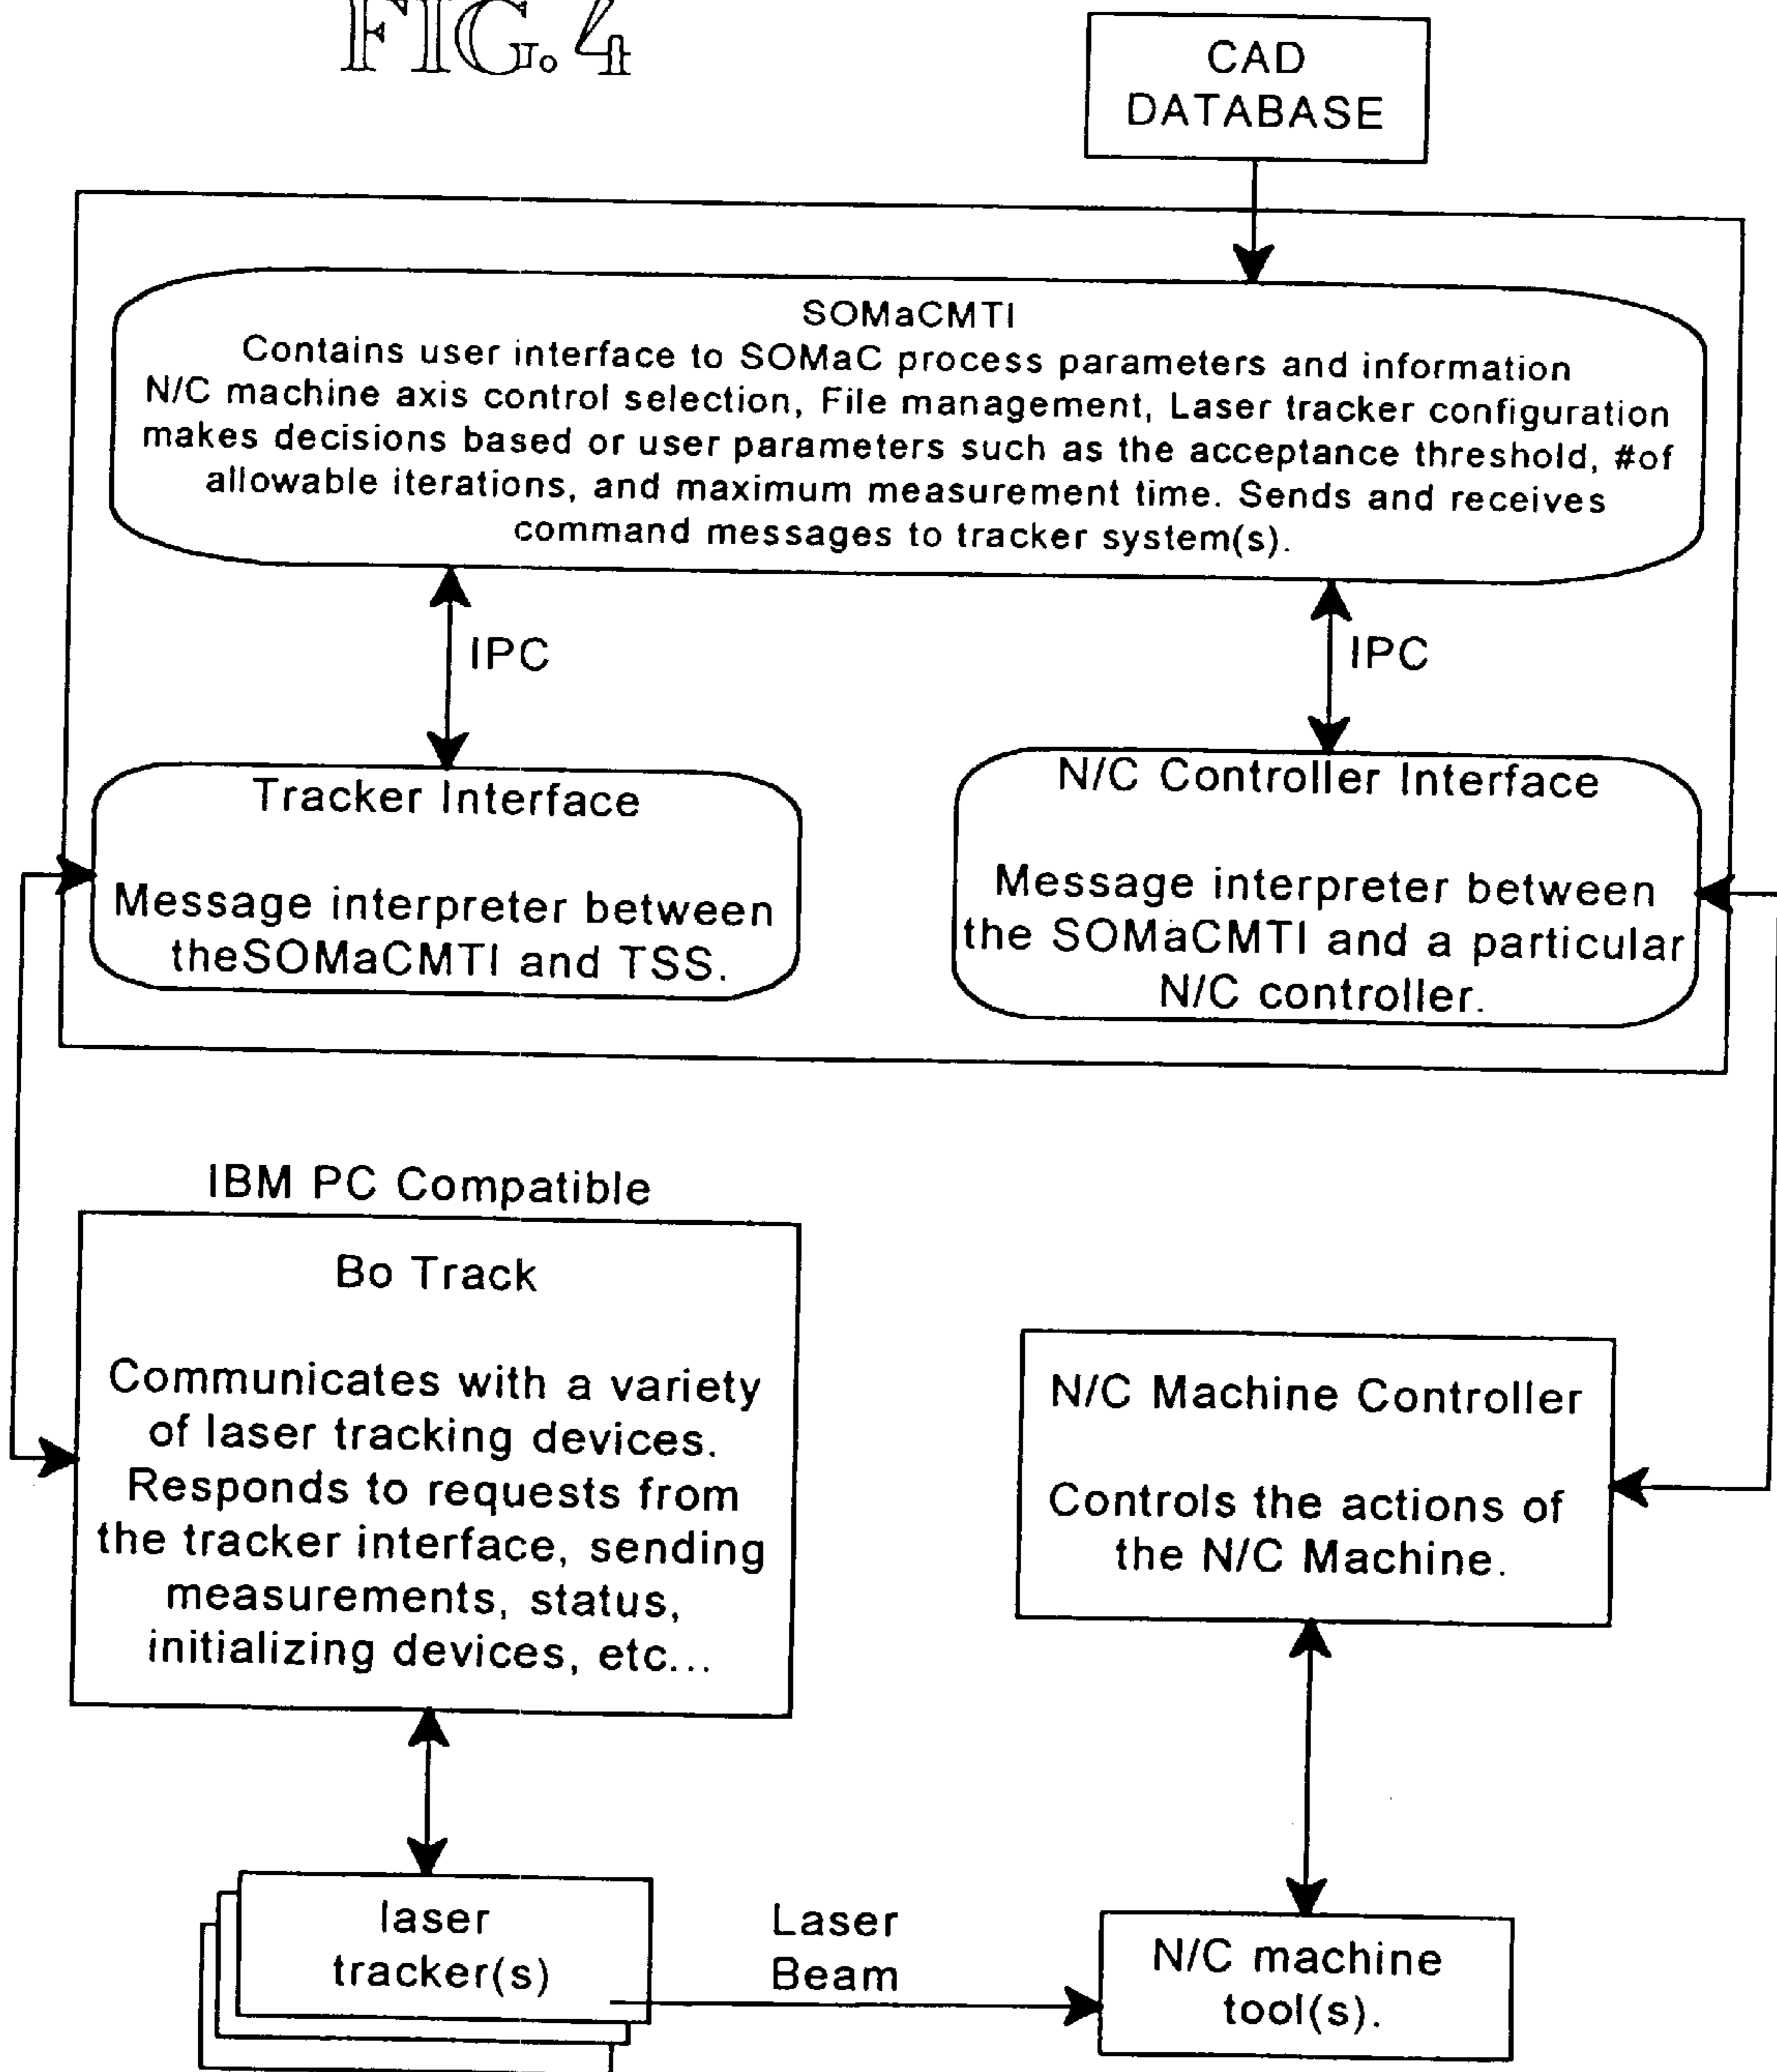 FIG. 4
CAD
DATABASE
SOMaCMTI
Contains user interface to SOMaC process parameters and information
N/C machine axis control selection, File management, Laser tracker configuration
makes decisions based or user parameters such as the acceptance threshold, #of
allowable iterations, and maximum measurement time. Sends and receives
command messages to tracker system(s).
IPC
IPC
Tracker Interface
Message interpreter between
theSOMaCMTI and TSS.
N/C Controller Interface
Message interpreter between
the SOMaCMTI and a particular
N/C controller.
IBM PC Compatible
Bo Track
Communicates with a variety
of laser tracking devices.
Responds to requests from
the tracker interface, sending
measurements, status,
initializing devices, etc...
N/C Machine Controller
Controls the actions of
the N/C Machine.
laser
tracker(s)
Laser
Beam
N/C machine
tool(s).